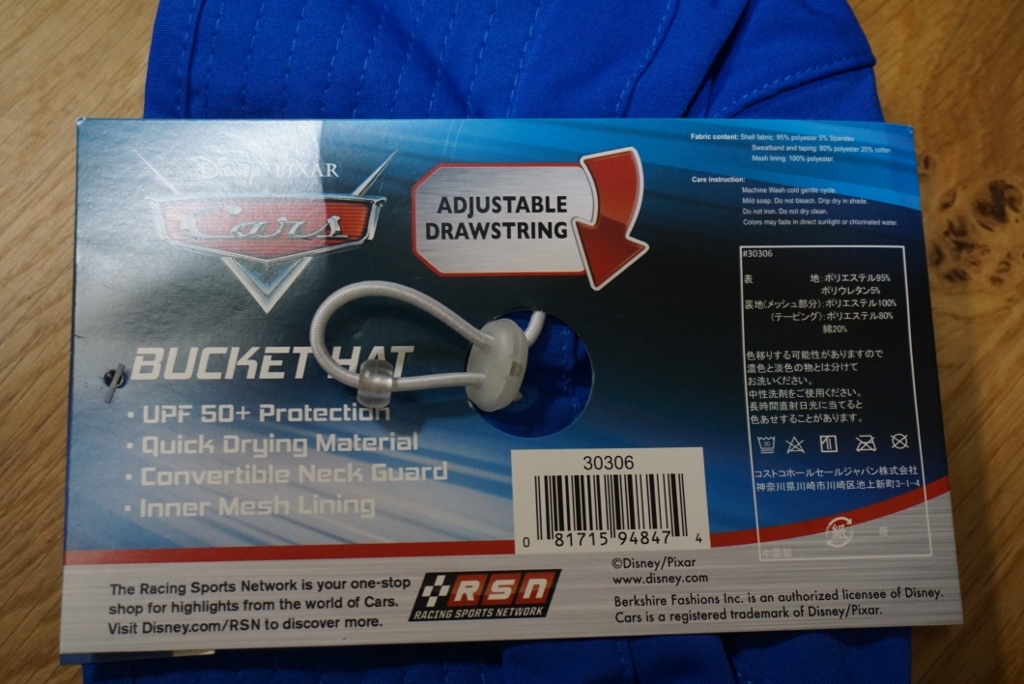 Disney PIXAR
Cars
ADJUSTABLE
DRAWSTRING
BUCKET HAT
• UPF 50+ Protection
• Quick Drying Material
• Convertible Neck Guard
• Inner Mesh Lining
Fabric content: Shell fabric: 95% polyester 5% Spandex
Sweatband and taping: 80% polyester 20% cotton
Mesh lining: 100% polyester.
Care Instruction:
Machine Wash cold gentle cycle.
Mild soap. Do not bleach. Drip dry in shade.
Do not iron. Do not dry clean.
Colors may fade in direct sunlight or chlorinated water.
#30306
表 地:ポリエステル95%
ポリウレタン5%
裏地(メッシュ部分):ポリエステル100%
(テーピング):ポリエステル80%
綿20%
色移りする可能性がありますので
濃色と淡色の物とは分けて
お洗いください。
中性洗剤をご使用ください。
長時間直射日光に当てると
色あせすることがあります。
30
コストコホールセールジャパン株式会社
神奈川県川崎市川崎区池上新町3-1-4
紙
中国製
30306
0 81715 94847 4
The Racing Sports Network is your one-stop
shop for highlights from the world of Cars.
Visit Disney.com/RSN to discover more.
RSN
RACING SPORTS NETWORK
©Disney/Pixar
www.disney.com
Berkshire Fashions Inc. is an authorized licensee of Disney.
Cars is a registered trademark of Disney/Pixar.